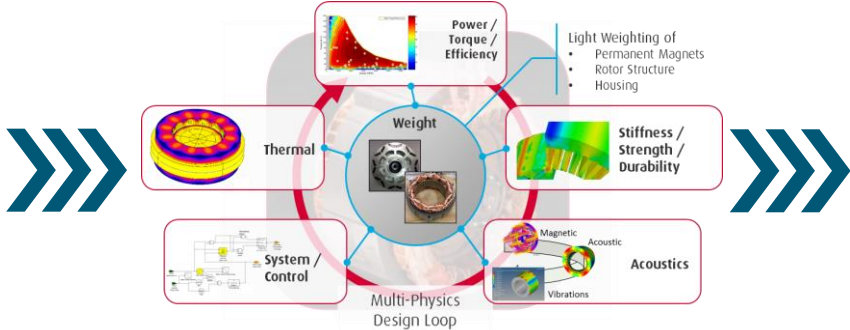 Power /
Torque /
Efficiency
Light Weighting of
• Permanent Magnets
• Rotor Structure
• Housing
Thermal
Weight
Stiffness /
Strength /
Durability
System /
Control
Magnetic
Acoustic
Vibrations
Acoustics
Multi-Physics
Design Loop